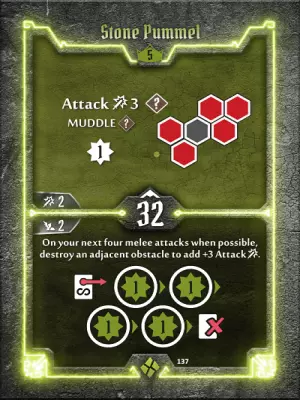 Stone Pummel
5
Attack 3
MUDDLE
1
2
2
32
On your next four melee attacks when possible,
destroy an adjacent obstacle to add +3 Attack.
1 1
1 1
137